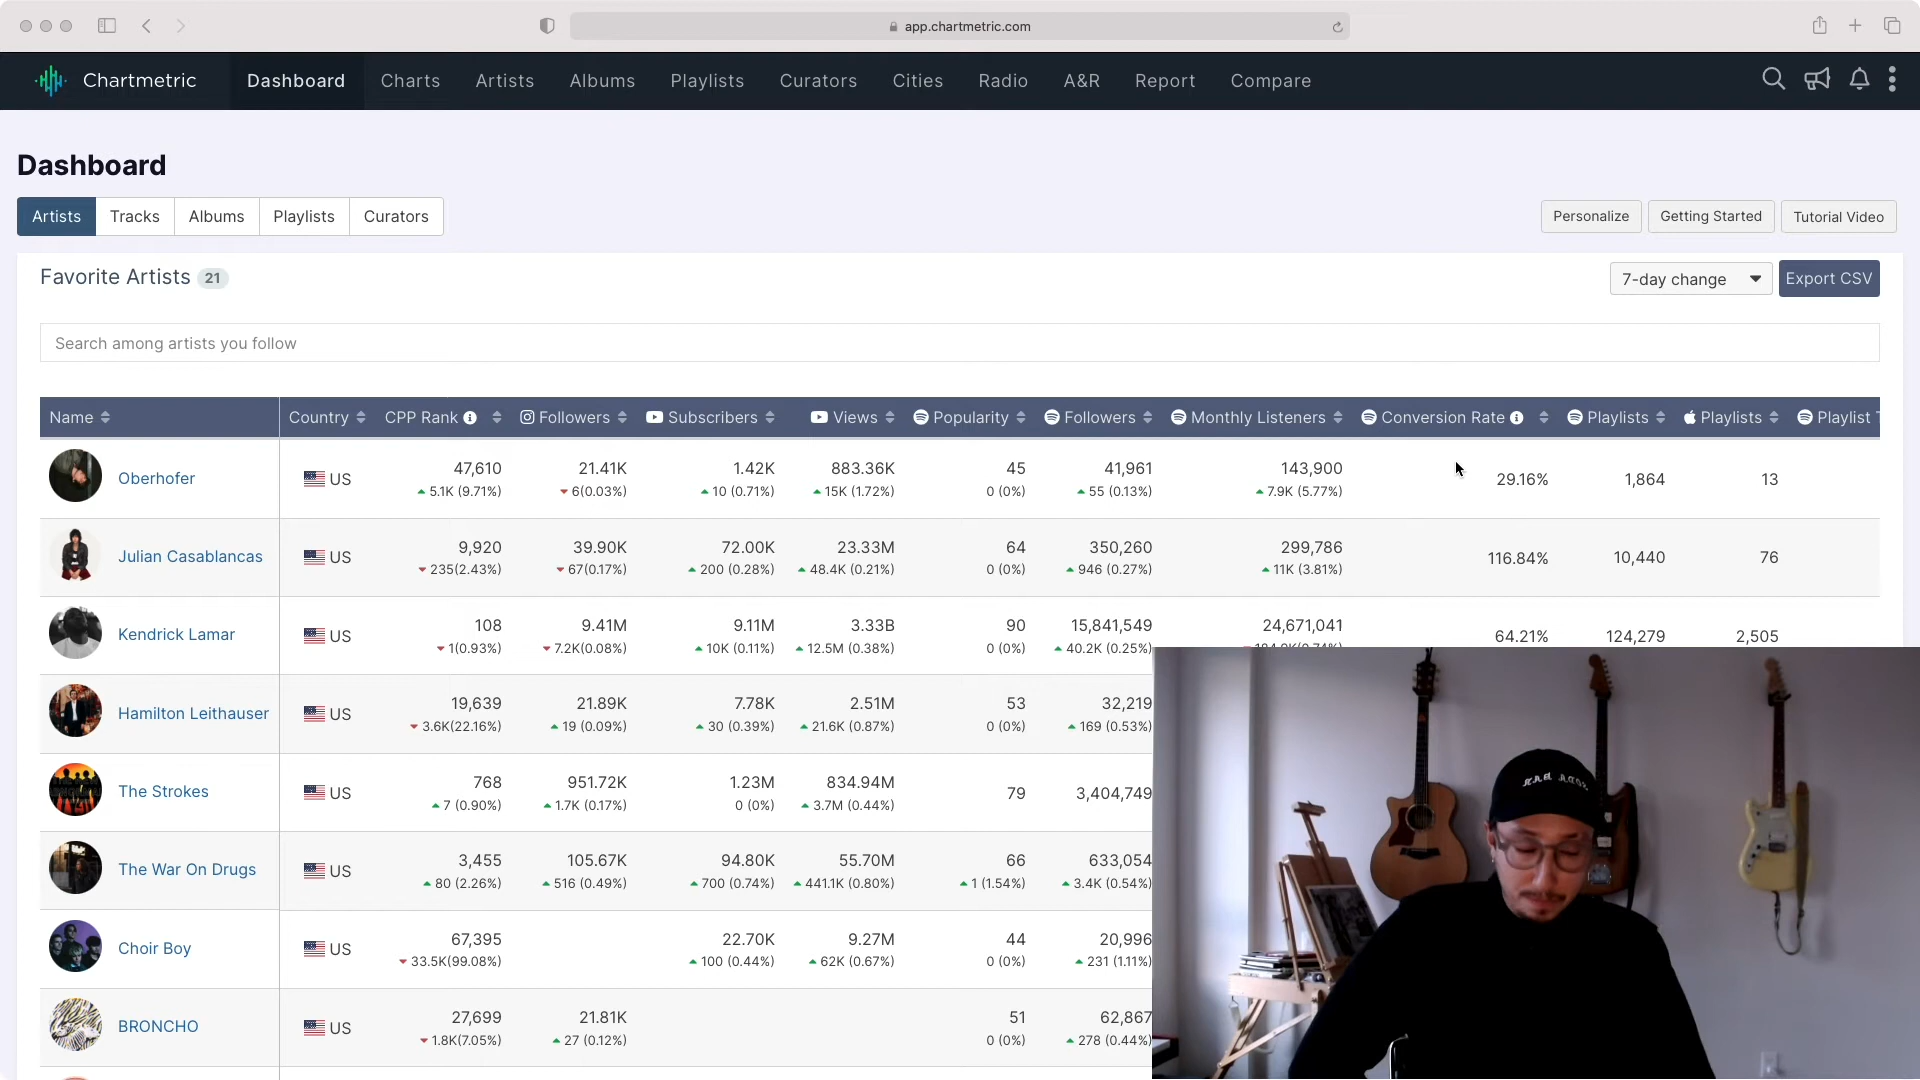 app.chartmetric.com
Chartmetric Dashboard Charts Artists Albums Playlists Curators Cities Radio A&R Report Compare
Dashboard
Artists Tracks Albums Playlists Curators Personalize Getting Started Tutorial Video
Favorite Artists 21 7-day change Export CSV
Search among artists you follow
Name Country CPP Rank Followers Subscribers Views Popularity Followers Monthly Listeners Conversion Rate Playlists Playlists Playlist
Oberhofer US 47,610 21.41K 1.42K 883.36K 45 41,961 143,900 29.16% 1,864 13
5.1K (9.71%) 6(0.03%) 10 (0.71%) 15K (1.72%) 0 (0%) 55 (0.13%) 7.9K (5.77%)
Julian Casablancas US 9,920 39.90K 72.00K 23.33M 64 350,260 299,786 116.84% 10,440 76
235(2.43%) 67(0.17%) 200 (0.28%) 48.4K (0.21%) 0 (0%) 946 (0.27%) 11K (3.81%)
Kendrick Lamar US 108 9.41M 9.11M 3.33B 90 15,841,549 24,671,041 64.21% 124,279 2,505
1(0.93%) 7.2K(0.08%) 10K (0.11%) 12.5M (0.38%) 0 (0%) 40.2K (0.25%)
Hamilton Leithauser US 19,639 21.89K 7.78K 2.51M 53 32,219
3.6K(22.16%) 19 (0.09%) 30 (0.39%) 21.6K (0.87%) 0 (0%) 169 (0.53%)
The Strokes US 768 951.72K 1.23M 834.94M 79 3,404,749
7 (0.90%) 1.7K (0.17%) 0 (0%) 3.7M (0.44%)
The War On Drugs US 3,455 105.67K 94.80K 55.70M 66 633,054
80 (2.26%) 516 (0.49%) 700 (0.74%) 441.1K (0.80%) 1 (1.54%) 3.4K (0.54%)
Choir Boy US 67,395 22.70K 9.27M 44 20,996
33.5K(99.08%) 100 (0.44%) 62K (0.67%) 0 (0%) 231 (1.11%)
BRONCHO US 27,699 21.81K 51 62,867
1.8K(7.05%) 27 (0.12%) 0 (0%) 278 (0.44%)